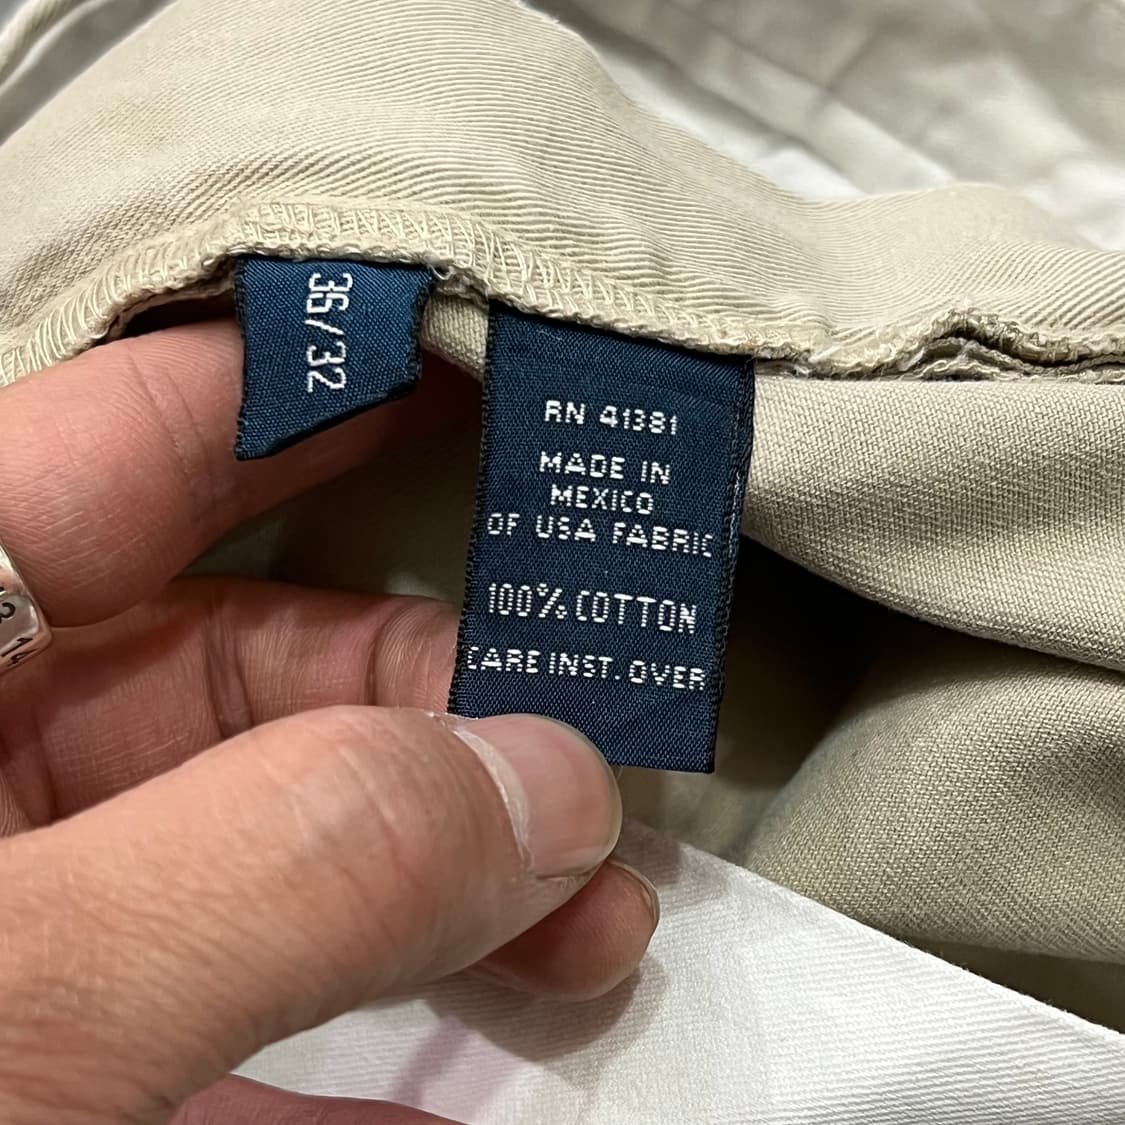 36/32
RN 41381
MADE IN
MEXICO
OF USA FABRIC
100% COTTON
CARE INST. OVER